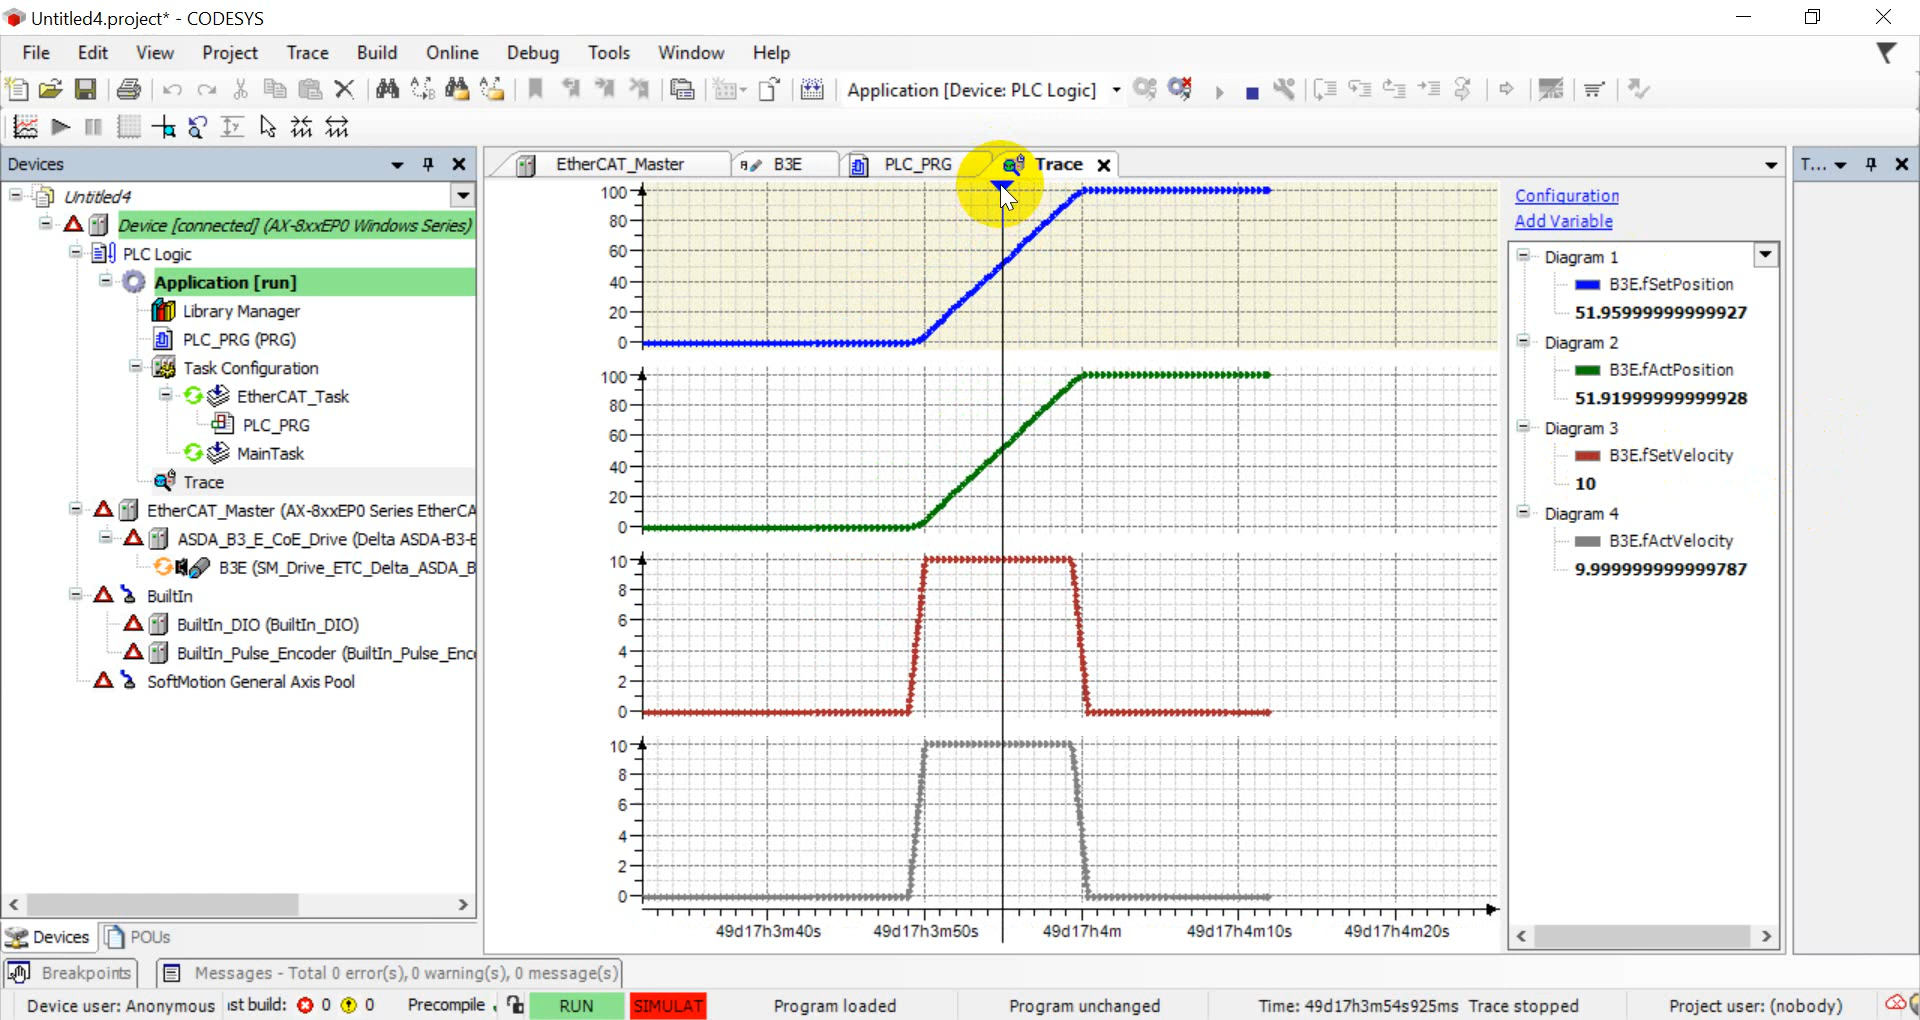 Untitled4.project* - CODESYS
File Edit View Project Trace Build Online Debug Tools Window Help
Application [Device: PLC Logic]
Devices
EtherCAT_Master B3E PLC_PRG Trace
T...
Untitled4
Device [connected] (AX-8xxEP0 Windows Series)
PLC Logic
Application [run]
Library Manager
PLC_PRG (PRG)
Task Configuration
EtherCAT_Task
PLC_PRG
MainTask
Trace
EtherCAT_Master (AX-8xxEP0 Series EtherCA
ASDA_B3_E_CoE_Drive (Delta ASDA-B3-E
B3E (SM_Drive_ETC_Delta_ASDA_B
BuiltIn
BuiltIn_DIO (BuiltIn_DIO)
BuiltIn_Pulse_Encoder (BuiltIn_Pulse_Enco
SoftMotion General Axis Pool
Devices POUs
100
80
60
40
20
0
100
80
60
40
20
0
10
8
6
4
2
0
10
8
6
4
2
0
49d17h3m40s 49d17h3m50s 49d17h4m 49d17h4m10s 49d17h4m20s
Configuration
Add Variable
Diagram 1
B3E.fSetPosition
51.95999999999927
Diagram 2
B3E.fActPosition
51.91999999999928
Diagram 3
B3E.fSetVelocity
10
Diagram 4
B3E.fActVelocity
9.999999999999787
Breakpoints Messages - Total 0 error(s), 0 warning(s), 0 message(s)
Device user: Anonymous ıst build: 0 0 Precompile RUN SIMULAT Program loaded Program unchanged Time: 49d17h3m54s925ms Trace stopped Project user: (nobody)